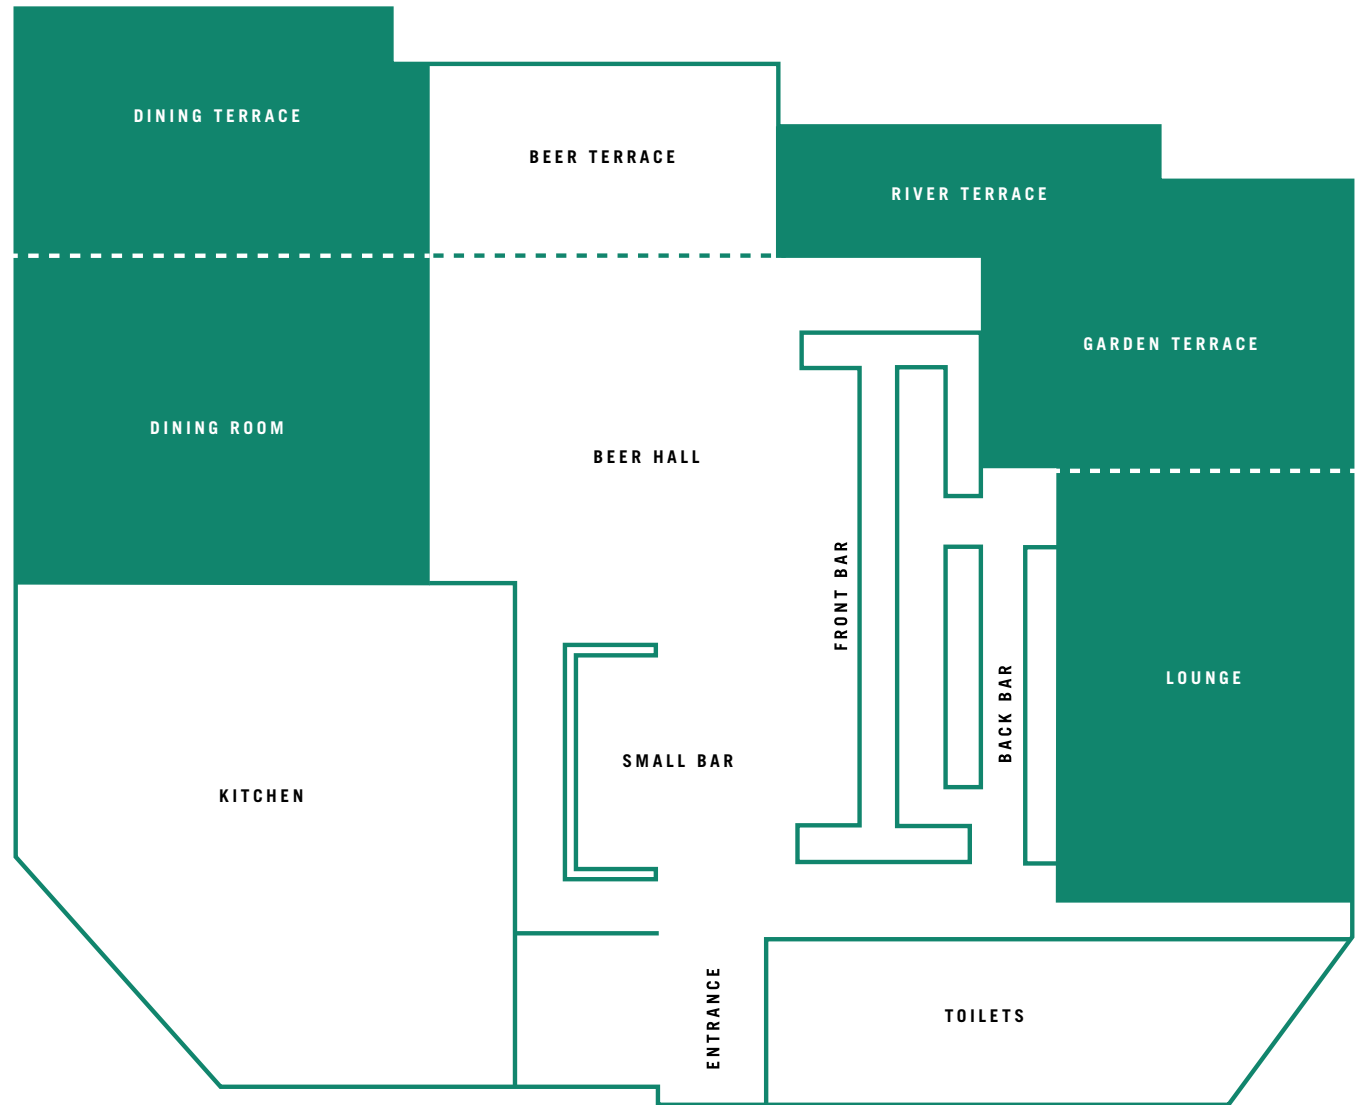 DINING TERRACE
BEER TERRACE
RIVER TERRACE
GARDEN TERRACE
DINING ROOM
BEER HALL
FRONT BAR
BACK BAR
LOUNGE
SMALL BAR
KITCHEN
ENTRANCE
TOILETS